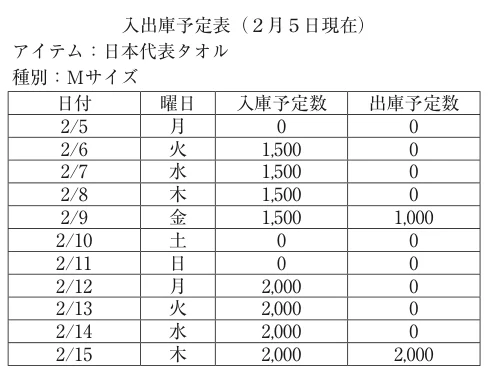 入出庫予定表（２月５日現在）
アイテム：日本代表タオル
種別：Mサイズ
日付 曜日 入庫予定数 出庫予定数
2/5 月 0 0
2/6 火 1,500 0
2/7 水 1,500 0
2/8 木 1,500 0
2/9 金 1,500 1,000
2/10 土 0 0
2/11 日 0 0
2/12 月 2,000 0
2/13 火 2,000 0
2/14 水 2,000 0
2/15 木 2,000 2,000